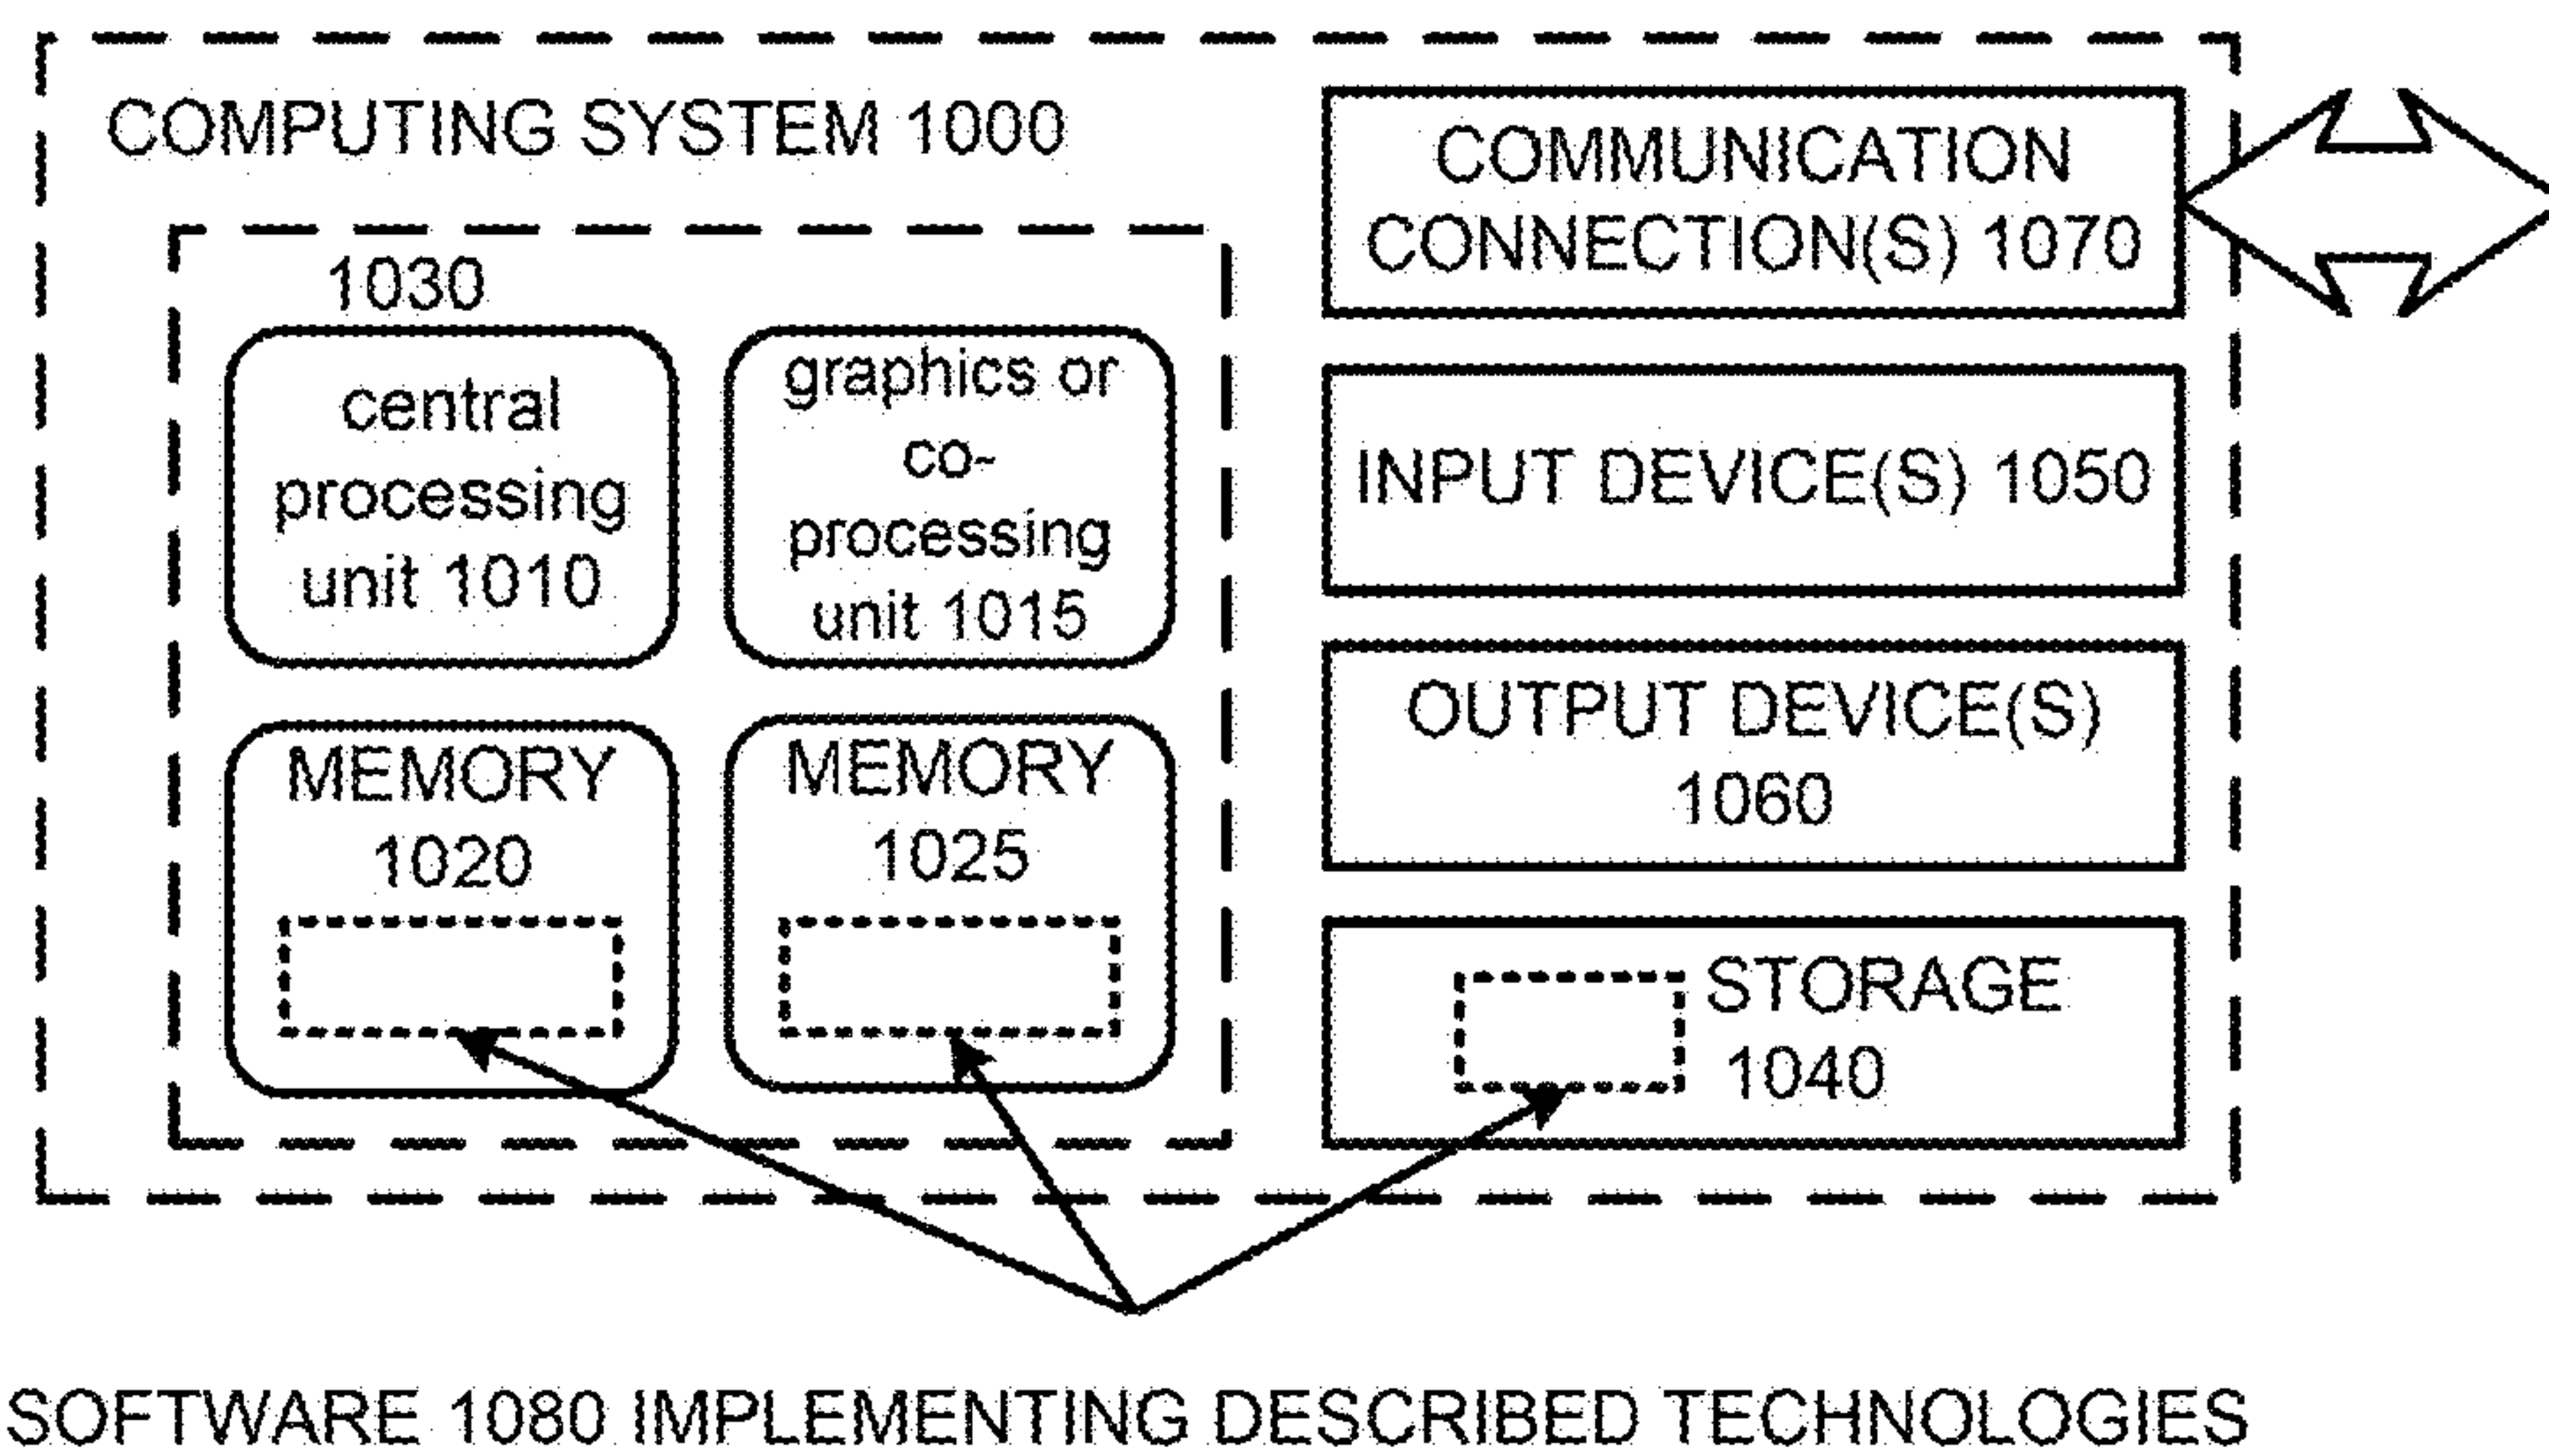 COMPUTING SYSTEM 1000
1030
central
processing
unit 1010
graphics or
co-
processing
unit 1015
MEMORY
1020
MEMORY
1025
COMMUNICATION
CONNECTION(S) 1070
INPUT DEVICE(S) 1050
OUTPUT DEVICE(S)
1060
STORAGE
1040
SOFTWARE 1080 IMPLEMENTING DESCRIBED TECHNOLOGIES